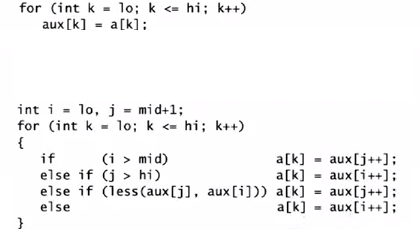 for (int k = lo; k <= hi; k++)
aux[k] = a[k];
int i = lo, j = mid+1;
for (int k = lo; k <= hi; k++)
{
if (i > mid) a[k] = aux[j++];
else if (j > hi) a[k] = aux[i++];
else if (less(aux[j], aux[i])) a[k] = aux[j++];
else a[k] = aux[i++];
}